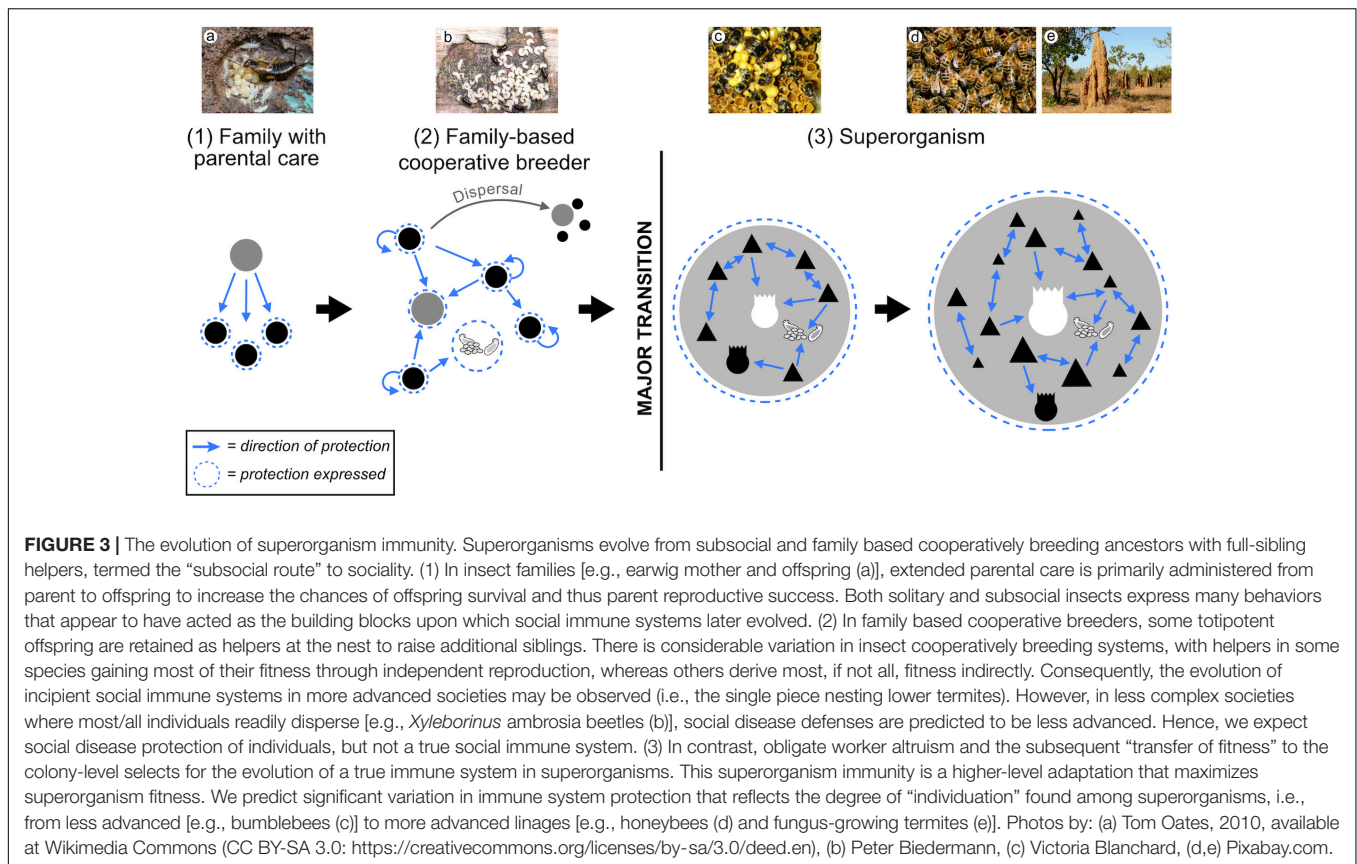 a
b
c
d
e
(1) Family with
parental care
(2) Family-based
cooperative breeder
(3) Superorganism
Dispersal
MAJOR TRANSITION
= direction of protection
= protection expressed
FIGURE 3 | The evolution of superorganism immunity. Superorganisms evolve from subsocial and family based cooperatively breeding ancestors with full-sibling
helpers, termed the “subsocial route” to sociality. (1) In insect families [e.g., earwig mother and offspring (a)], extended parental care is primarily administered from
parent to offspring to increase the chances of offspring survival and thus parent reproductive success. Both solitary and subsocial insects express many behaviors
that appear to have acted as the building blocks upon which social immune systems later evolved. (2) In family based cooperative breeders, some totipotent
offspring are retained as helpers at the nest to raise additional siblings. There is considerable variation in insect cooperatively breeding systems, with helpers in some
species gaining most of their fitness through independent reproduction, whereas others derive most, if not all, fitness indirectly. Consequently, the evolution of
incipient social immune systems in more advanced societies may be observed (i.e., the single piece nesting lower termites). However, in less complex societies
where most/all individuals readily disperse [e.g., Xyleborinus ambrosia beetles (b)], social disease defenses are predicted to be less advanced. Hence, we expect
social disease protection of individuals, but not a true social immune system. (3) In contrast, obligate worker altruism and the subsequent “transfer of fitness” to the
colony-level selects for the evolution of a true immune system in superorganisms. This superorganism immunity is a higher-level adaptation that maximizes
superorganism fitness. We predict significant variation in immune system protection that reflects the degree of “individuation” found among superorganisms, i.e.,
from less advanced [e.g., bumblebees (c)] to more advanced linages [e.g., honeybees (d) and fungus-growing termites (e)]. Photos by: (a) Tom Oates, 2010, available
at Wikimedia Commons (CC BY-SA 3.0: https://creativecommons.org/licenses/by-sa/3.0/deed.en), (b) Peter Biedermann, (c) Victoria Blanchard, (d,e) Pixabay.com.